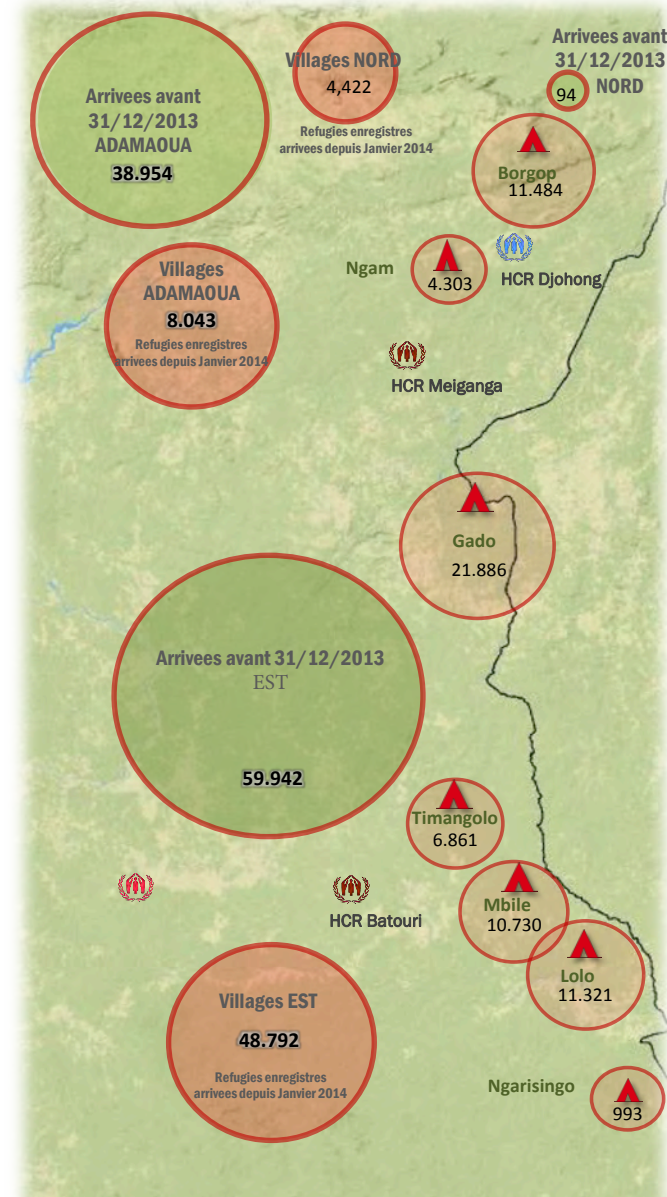 Arrivees avant
31/12/2013
ADAMAOUA
38.954
Villages NORD
4,422
Refugies enregistres
arrivees depuis Janvier 2014
Arrivees avant
31/12/2013
NORD
94
Borgop
11.484
Ngam
4.303
HCR Djohong
Villages
ADAMAOUA
8.043
Refugies enregistres
arrivees depuis Janvier 2014
HCR Meiganga
Gado
21.886
Arrivees avant 31/12/2013
EST
59.942
Timangolo
6.861
Mbile
10.730
HCR Batouri
Lolo
11.321
Villages EST
48.792
Refugies enregistres
arrivees depuis Janvier 2014
Ngarisingo
993